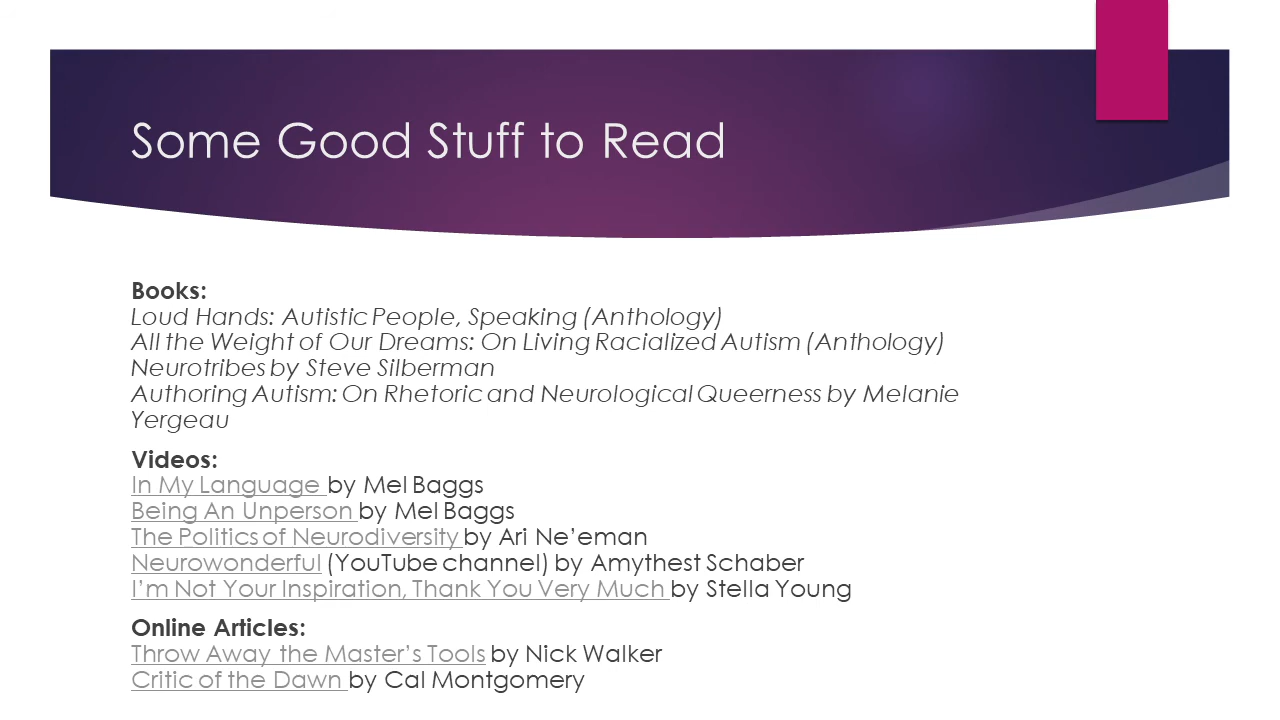 Some Good Stuff to Read
Books:
Loud Hands: Autistic People, Speaking (Anthology)
All the Weight of Our Dreams: On Living Racialized Autism (Anthology)
Neurotribes by Steve Silberman
Authoring Autism: On Rhetoric and Neurological Queerness by Melanie
Yergeau
Videos:
In My Language by Mel Baggs
Being An Unperson by Mel Baggs
The Politics of Neurodiversity by Ari Ne’eman
Neurowonderful (YouTube channel) by Amythest Schaber
I’m Not Your Inspiration, Thank You Very Much by Stella Young
Online Articles:
Throw Away the Master’s Tools by Nick Walker
Critic of the Dawn by Cal Montgomery